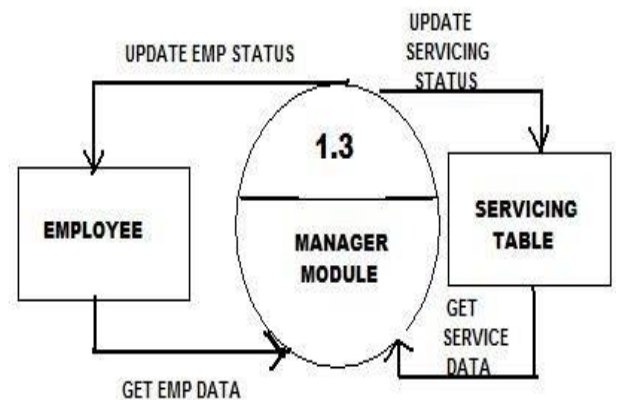 UPDATE EMP STATUS
UPDATE
SERVICING
STATUS
1.3
EMPLOYEE
MANAGER
MODULE
SERVICING
TABLE
GET
SERVICE
DATA
GET EMP DATA